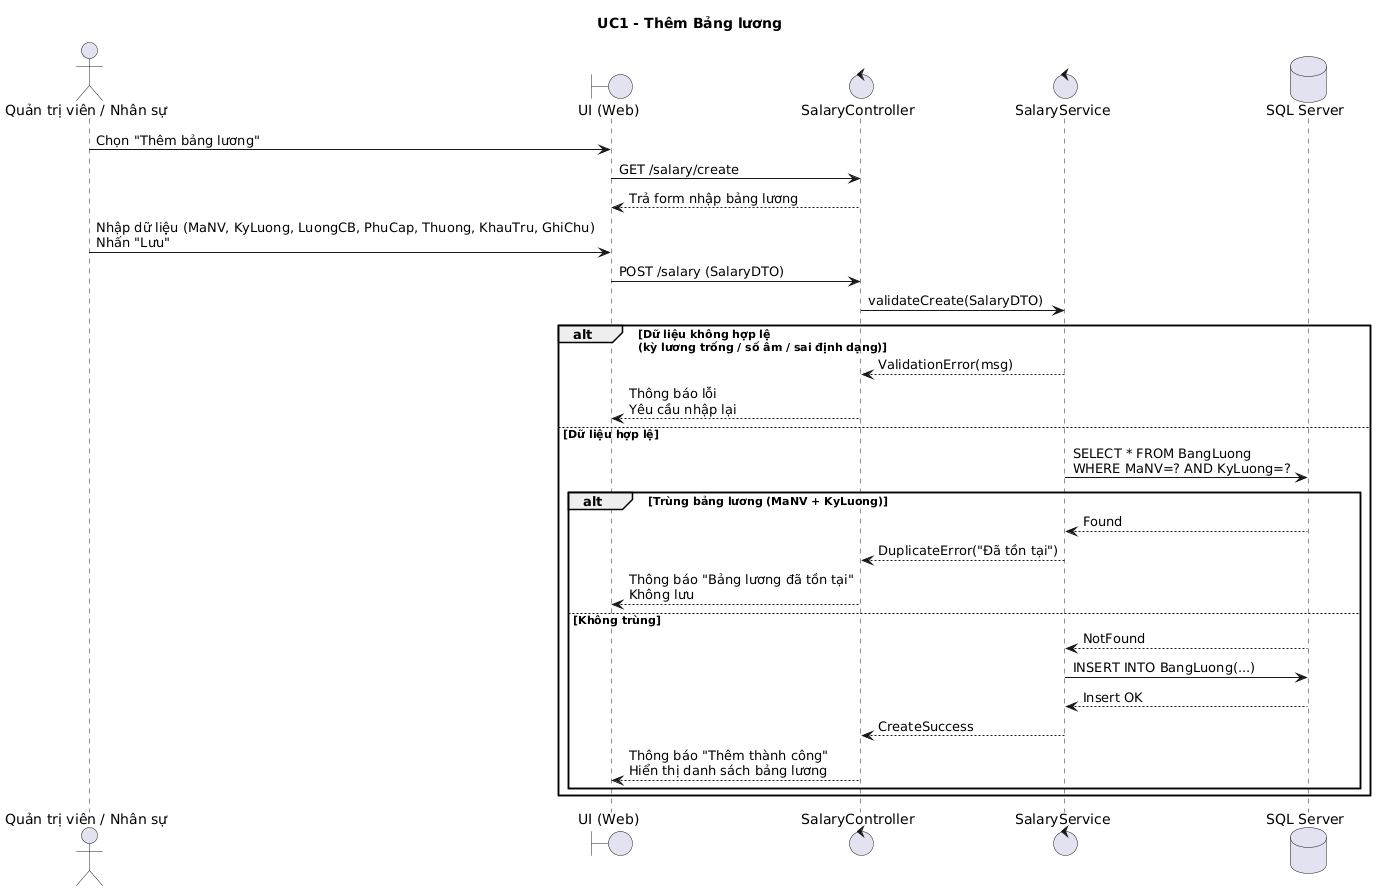 UC1 - Thêm Bảng lương
Quản trị viên / Nhân sự
UI (Web)
SalaryController
SalaryService
SQL Server
Chọn "Thêm bảng lương"
GET /salary/create
Trả form nhập bảng lương
Nhập dữ liệu (MaNV, KyLuong, LuongCB, PhuCap, Thuong, KhauTru, GhiChu)
Nhấn "Lưu"
POST /salary (SalaryDTO)
validateCreate(SalaryDTO)
alt
[Dữ liệu không hợp lệ
(kỳ lương trống / số âm / sai định dạng)]
ValidationError(msg)
Thông báo lỗi
Yêu cầu nhập lại
[Dữ liệu hợp lệ]
SELECT * FROM BangLuong
WHERE MaNV=? AND KyLuong=?
alt
[Trùng bảng lương (MaNV + KyLuong)]
Found
DuplicateError("Đã tồn tại")
Thông báo "Bảng lương đã tồn tại"
Không lưu
[Không trùng]
NotFound
INSERT INTO BangLuong(...)
Insert OK
CreateSuccess
Thông báo "Thêm thành công"
Hiển thị danh sách bảng lương
Quản trị viên / Nhân sự
UI (Web)
SalaryController
SalaryService
SQL Server